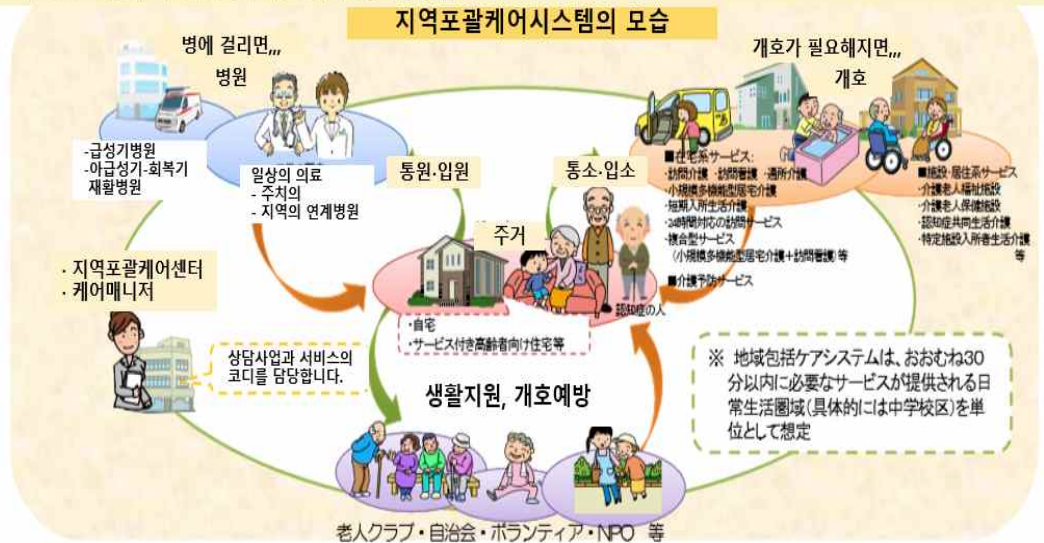 지역포괄케어시스템의 모습
병에 걸리면,,,
병원
-급성기병원
-아급성기·회복기
재활병원
일상의 의료
- 주치의
- 지역의 연계병원
통원·입원
통소·입소
개호가 필요해지면,,,
개호
■在宅系サービス:
・訪問介護 ・訪問看護 ・通所介護
・小規模多機能型居宅介護
・短期入所生活介護
・24時間対応の訪問サービス
・複合型サービス
(小規模多機能型居宅介護+訪問看護) 等
■介護予防サービス
■施設・居住系サービス
・介護老人福祉施設
・介護老人保健施設
・認知症共同生活介護
・特定施設入所者生活介護
等
주거
認知症の人
・自宅
・サービス付き高齢者向け住宅等
· 지역포괄케어센터
· 케어매니저
상담사업과 서비스의
코디를 담당합니다.
생활지원, 개호예방
※ 地域包括ケアシステムは、おおむね30
分以内に必要なサービスが提供される日
常生活圏域(具体的には中学校区)を単
位として想定
老人クラブ・自治会・ボランティア・NPO 等